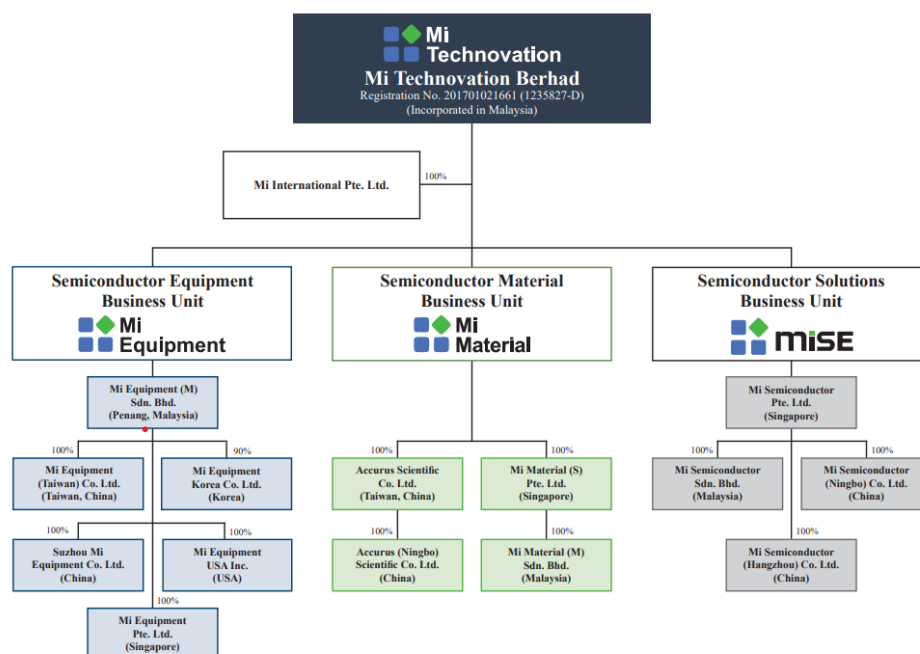 Mi
Technovation
Mi Technovation Berhad
Registration No. 201701021661 (1235827-D)
(Incorporated in Malaysia)
100%
Mi International Pte. Ltd.
Semiconductor Equipment
Business Unit
Mi
Equipment
Semiconductor Material
Business Unit
Mi
Material
Semiconductor Solutions
Business Unit
miSE
Mi Equipment (M)
Sdn. Bhd.
(Penang, Malaysia)
Mi Semiconductor
Pte. Ltd.
(Singapore)
100%
90%
100%
100%
100%
100%
Mi Equipment
(Taiwan) Co. Ltd.
(Taiwan, China)
Mi Equipment
Korea Co. Ltd.
(Korea)
Accurus Scientific
Co. Ltd.
(Taiwan, China)
Mi Material (S)
Pte. Ltd.
(Singapore)
Mi Semiconductor
Sdn. Bhd.
(Malaysia)
Mi Semiconductor
(Ningbo) Co. Ltd.
(China)
100%
100%
100%
100%
100%
Suzhou Mi
Equipment Co. Ltd.
(China)
Mi Equipment
USA Inc.
(USA)
Accurus (Ningbo)
Scientific Co. Ltd.
(China)
Mi Material (M)
Sdn. Bhd.
(Malaysia)
Mi Semiconductor
(Hangzhou) Co. Ltd.
(China)
100%
Mi Equipment
Pte. Ltd.
(Singapore)